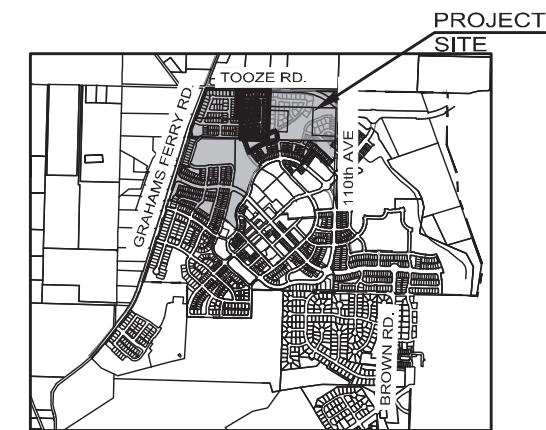 PROJECT
SITE
TOOZE RD.
GRAHAMS FERRY RD.
110th AVE
BROWN RD.